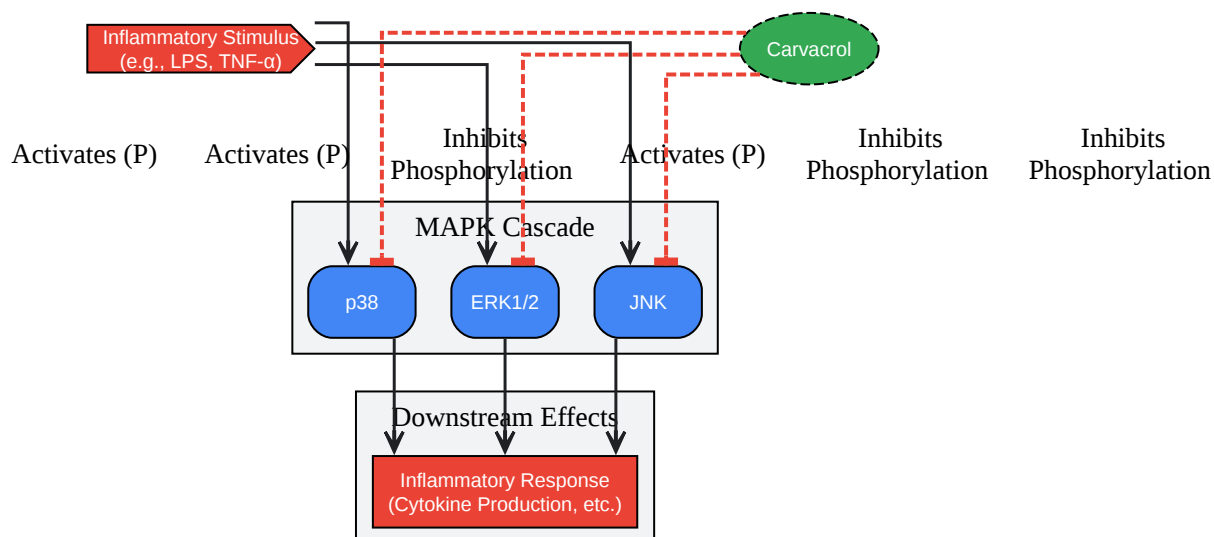 Inflammatory Stimulus
(e.g., LPS, TNF-α)
Carvacrol
Activates (P)
Activates (P)
Inhibits
Phosphorylation
Activates (P)
Inhibits
Phosphorylation
Inhibits
Phosphorylation
MAPK Cascade
p38
ERK1/2
JNK
Downstream Effects
Inflammatory Response
(Cytokine Production, etc.)